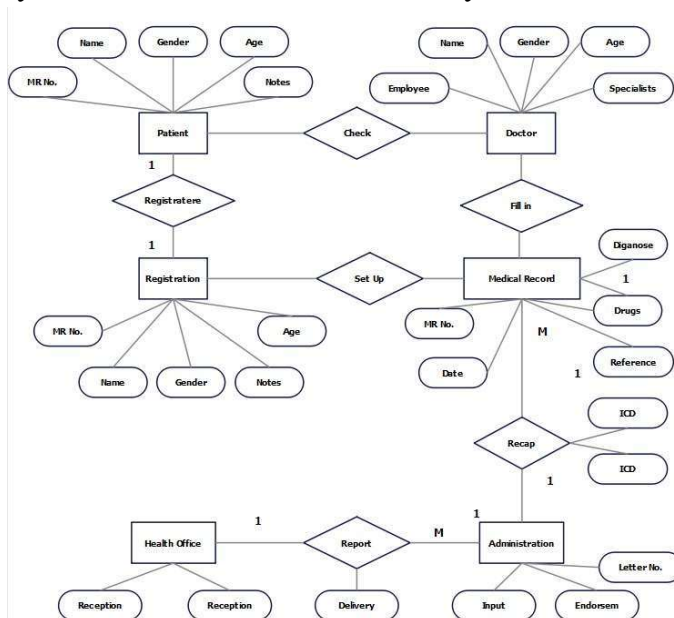 Name
Gender
Age
MR No.
Notes
Name
Gender
Age
Employee
Specialists
Patient
Check
Doctor
1
Registratere
Fill in
1
Diganose
Registration
Set Up
Medical Record
1
MR No.
Age
MR No.
Drugs
M
Name
Gender
Notes
Date
Reference
1
ICD
Recap
ICD
1
1
1
M
Health Office
Report
Administration
Letter No.
Reception
Reception
Delivery
Input
Endorsem